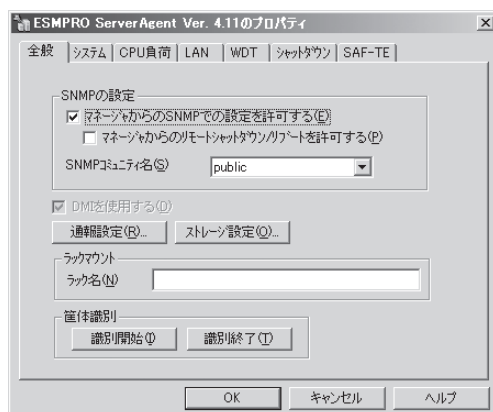 ESMPRO ServerAgent Ver. 4.11のプロパティ
全般 システム CPU負荷 LAN WDT シャットダウン SAF-TE
SNMPの設定
マネージャからのSNMPでの設定を許可する(E)
マネージャからのリモートシャットダウン/リブートを許可する(P)
SNMPコミュニティ名(S) public
DMIを使用する(D)
通報設定(R)... ストレージ設定(O)...
ラックマウント
ラック名(N)
筐体識別
識別開始(I) 識別終了(T)
OK キャンセル ヘルプ